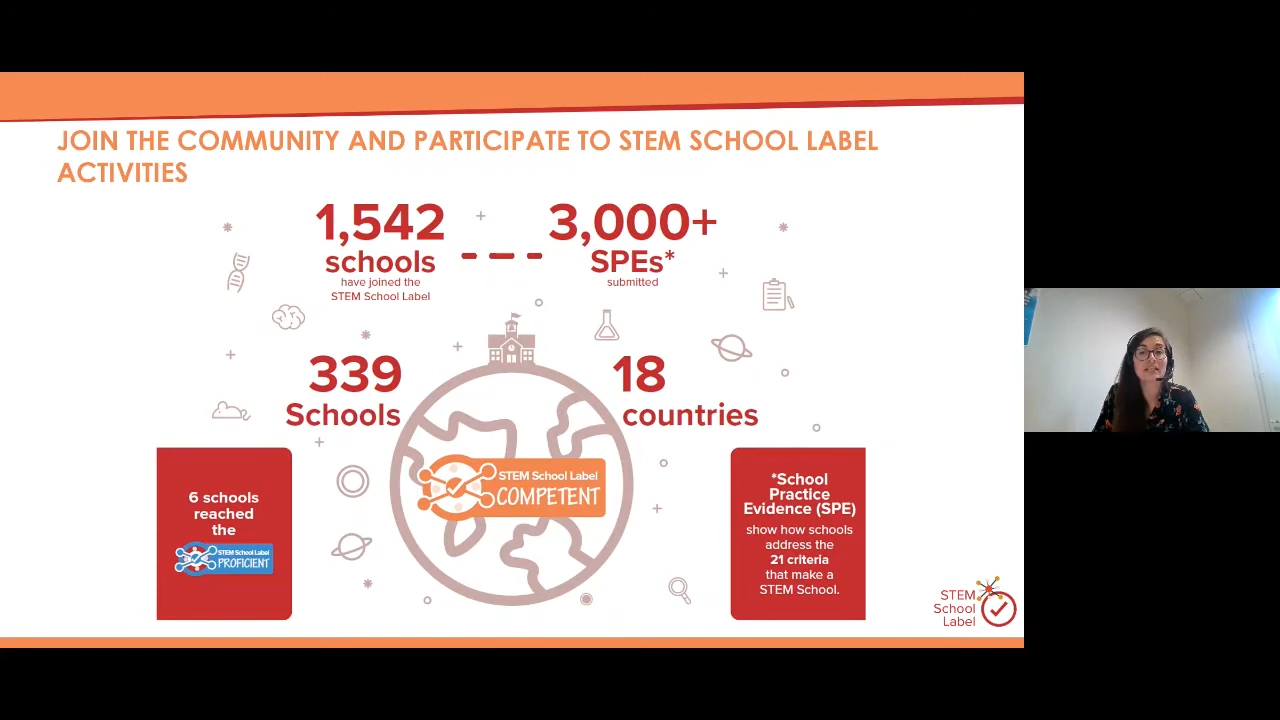 JOIN THE COMMUNITY AND PARTICIPATE TO STEM SCHOOL LABEL
ACTIVITIES
1,542
schools
have joined the
STEM School Label
3,000+
SPEs*
submitted
339
Schools
18
countries
STEM School Label
COMPETENT
6 schools
reached
the
STEM School Label
PROFICIENT
*School
Practice
Evidence (SPE)
show how schools
address the
21 criteria
that make a
STEM School.
STEM
School
Label